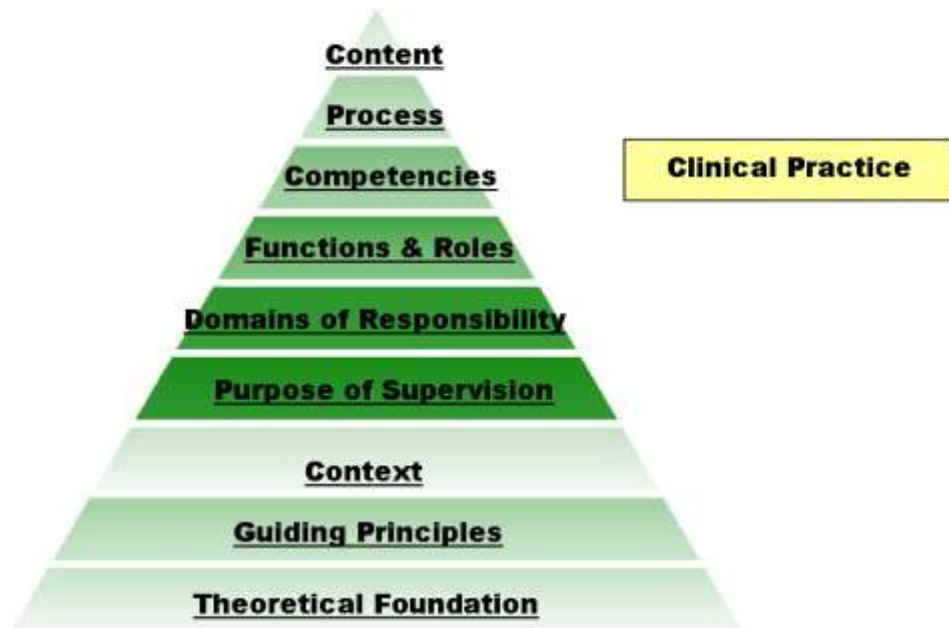 Content
Process
Competencies
Clinical Practice
Functions & Roles
Domains of Responsibility
Purpose of Supervision
Context
Guiding Principles
Theoretical Foundation